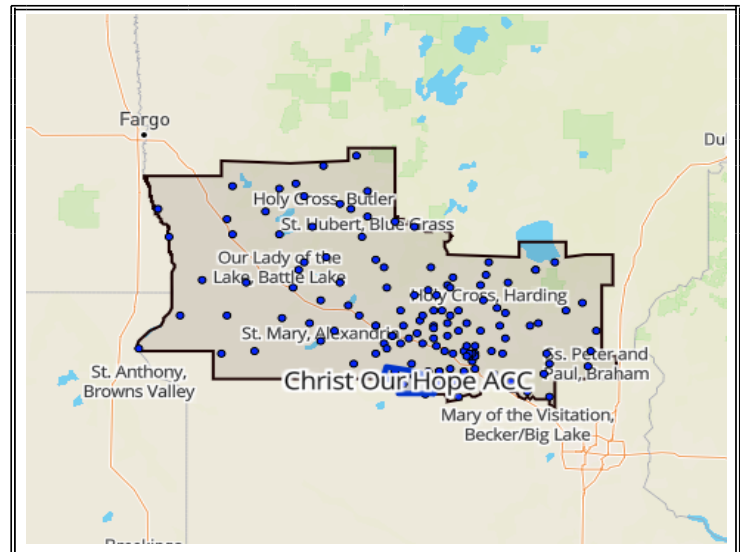 Fargo
Du
Holy Cross, Butler
St. Hubert, Blue Grass
Our Lady of the
Lake, Battle Lake
Holy Cross, Harding
St. Mary, Alexandria
Ss. Peter and
Paul, Braham
St. Anthony,
Browns Valley
Christ Our Hope ACC
Mary of the Visitation,
Becker/Big Lake